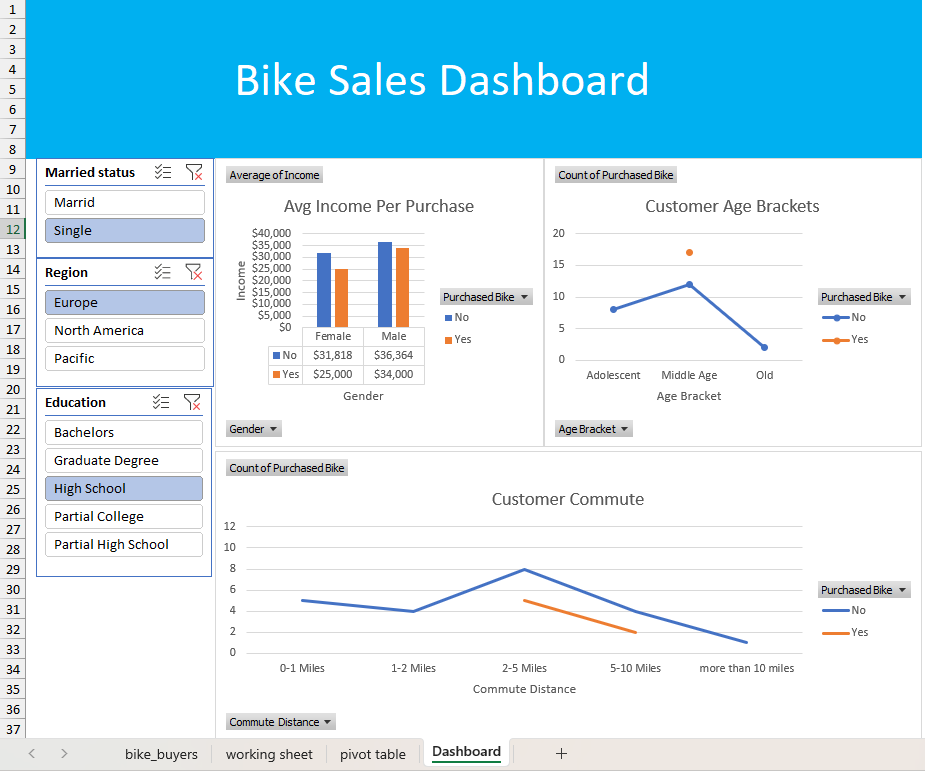 Bike Sales Dashboard
Married status
Marrid
Single
Region
Europe
North America
Pacific
Education
Bachelors
Graduate Degree
High School
Partial College
Partial High School
Average of Income
Avg Income Per Purchase
Income
$40,000
$35,000
$30,000
$25,000
$20,000
$15,000
$10,000
$5,000
$0
Female Male
No $31,818 $36,364
Yes $25,000 $34,000
Gender
Purchased Bike
No
Yes
Gender
Count of Purchased Bike
Customer Age Brackets
20
15
10
5
0
Adolescent Middle Age Old
Age Bracket
Purchased Bike
No
Yes
Age Bracket
Count of Purchased Bike
Customer Commute
12
10
8
6
4
2
0
0-1 Miles 1-2 Miles 2-5 Miles 5-10 Miles more than 10 miles
Commute Distance
Purchased Bike
No
Yes
Commute Distance
1
2
3
4
5
6
7
8
9
10
11
12
13
14
15
16
17
18
19
20
21
22
23
24
25
26
27
28
29
30
31
32
33
34
35
36
37
bike_buyers working sheet pivot table Dashboard